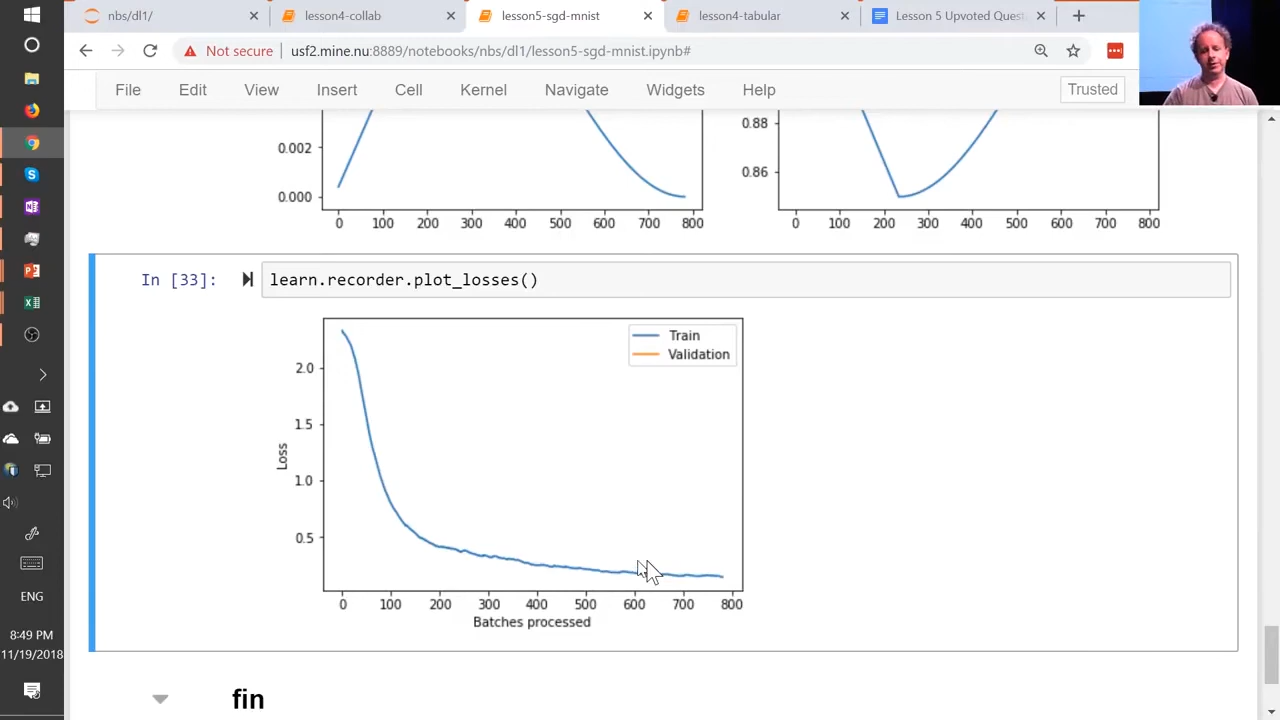 nbs/dl1/
lesson4-collab
lesson5-sgd-mnist
lesson4-tabular
Lesson 5 Upvoted Quest
Not secure
usf2.mine.nu:8889/notebooks/nbs/dl1/lesson5-sgd-mnist.ipynb#
File Edit View Insert Cell Kernel Navigate Widgets Help
Trusted
0.002
0.000
0 100 200 300 400 500 600 700 800
0.88
0.86
0 100 200 300 400 500 600 700 800
In [33]:
learn.recorder.plot_losses()
Train
Validation
2.0
1.5
1.0
0.5
Loss
0 100 200 300 400 500 600 700 800
Batches processed
fin
ENG
8:49 PM
11/19/2018